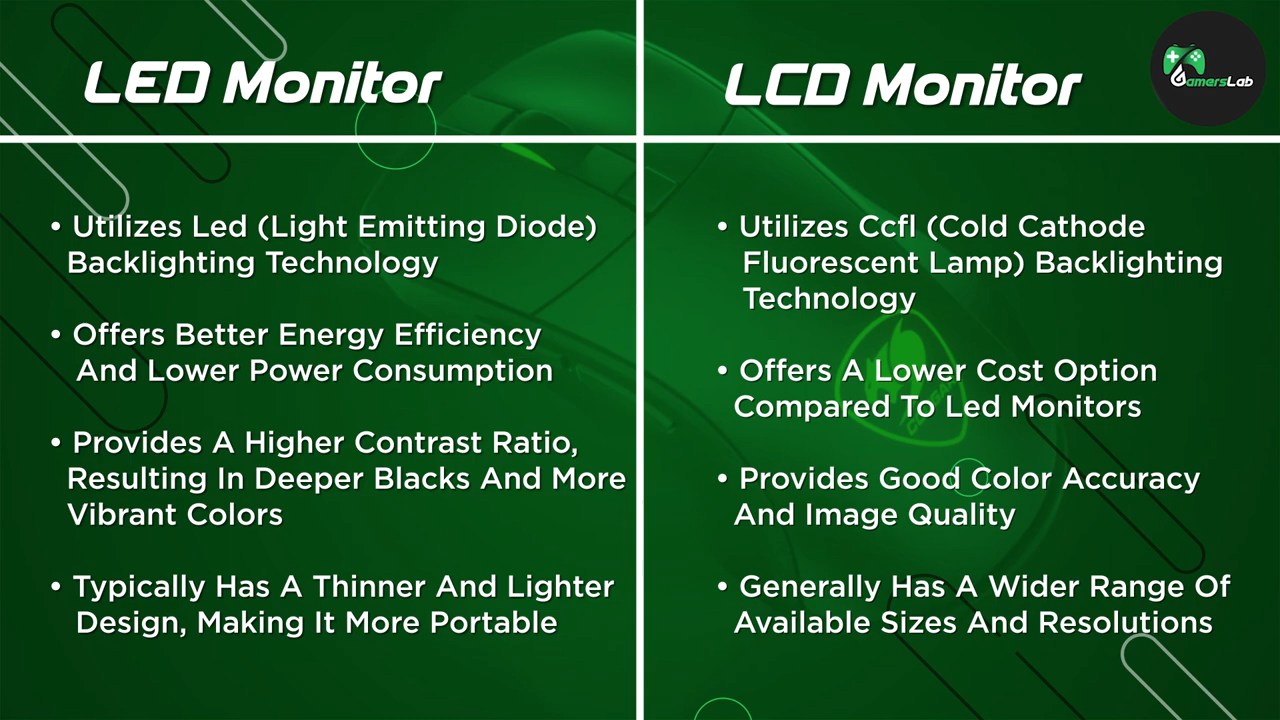 LED Monitor
• Utilizes Led (Light Emitting Diode)
Backlighting Technology
• Offers Better Energy Efficiency
And Lower Power Consumption
• Provides A Higher Contrast Ratio,
Resulting In Deeper Blacks And More
Vibrant Colors
• Typically Has A Thinner And Lighter
Design, Making It More Portable
LCD Monitor
• Utilizes Ccfl (Cold Cathode
Fluorescent Lamp) Backlighting
Technology
• Offers A Lower Cost Option
Compared To Led Monitors
• Provides Good Color Accuracy
And Image Quality
• Generally Has A Wider Range Of
Available Sizes And Resolutions
GamersLab